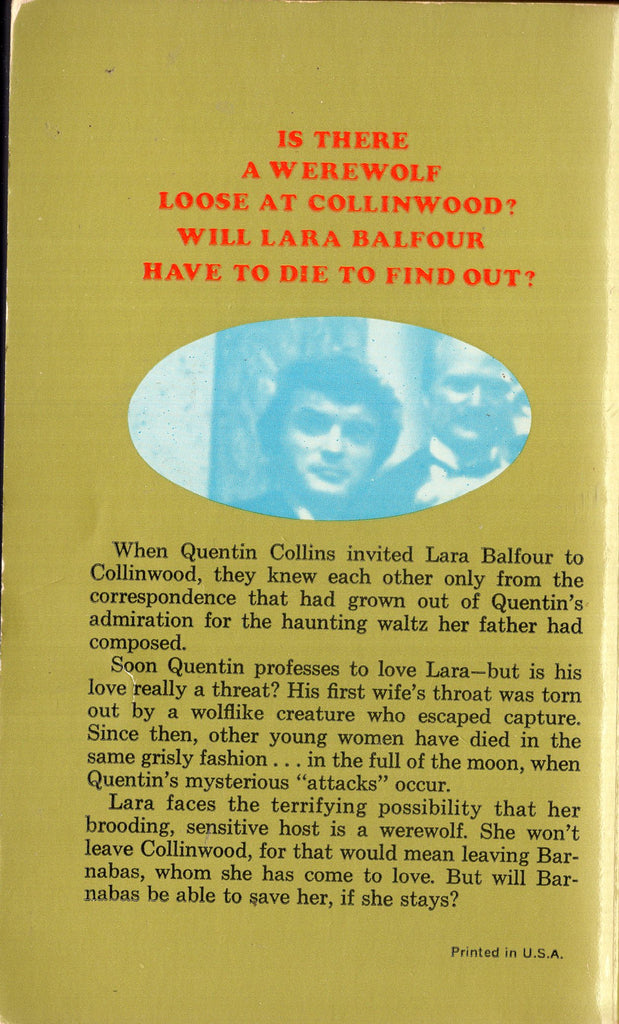 IS THERE
A WEREWOLF
LOOSE AT COLLINWOOD?
WILL LARA BALFOUR
HAVE TO DIE TO FIND OUT?
When Quentin Collins invited Lara Balfour to
Collinwood, they knew each other only from the
correspondence that had grown out of Quentin's
admiration for the haunting waltz her father had
composed.
Soon Quentin professes to love Lara—but is his
love really a threat? His first wife's throat was torn
out by a wolflike creature who escaped capture.
Since then, other young women have died in the
same grisly fashion . . . in the full of the moon, when
Quentin's mysterious "attacks" occur.
Lara faces the terrifying possibility that her
brooding, sensitive host is a werewolf. She won't
leave Collinwood, for that would mean leaving Bar-
nabas, whom she has come to love. But will Bar-
nabas be able to save her, if she stays?
Printed in U.S.A.